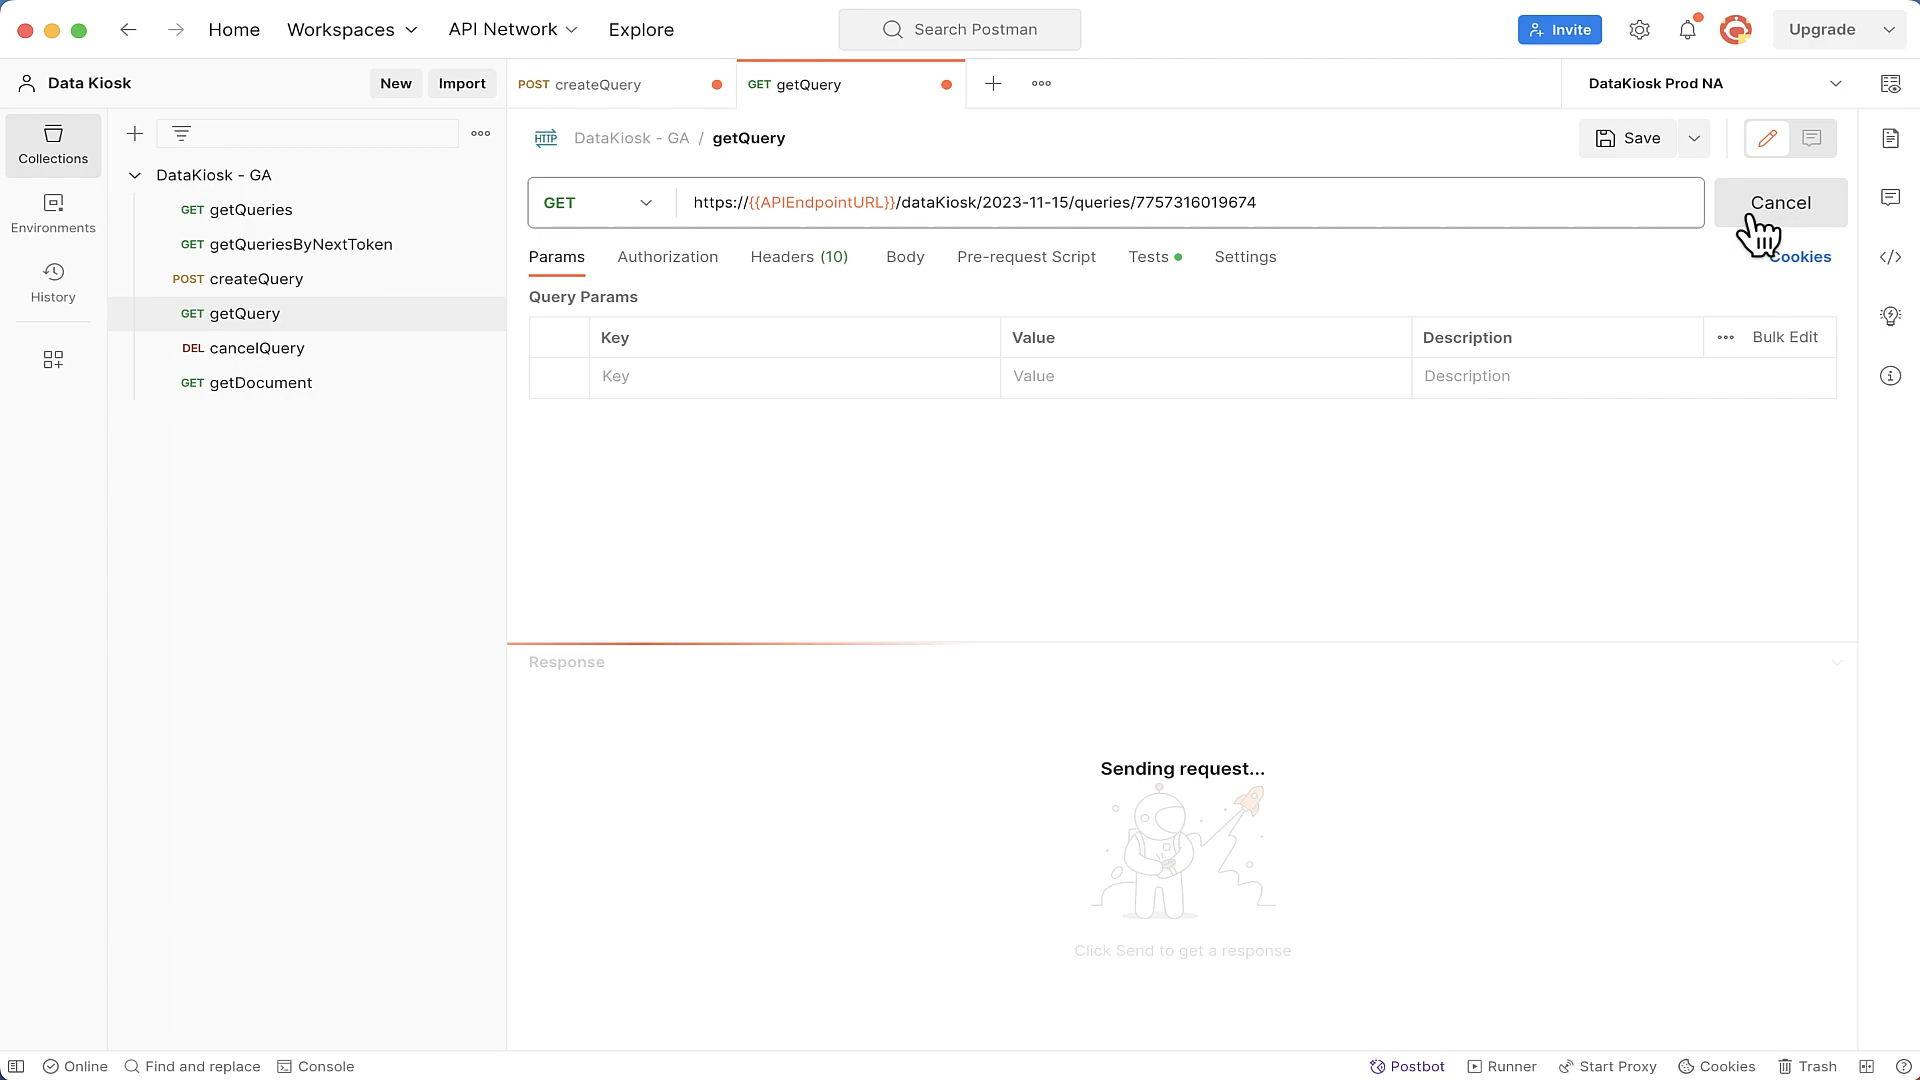 Home Workspaces API Network Explore Search Postman Invite Upgrade
Data Kiosk New Import POST createQuery GET getQuery DataKiosk Prod NA
Collections
Environments
History
DataKiosk - GA
GET getQueries
GET getQueriesByNextToken
POST createQuery
GET getQuery
DEL cancelQuery
GET getDocument
HTTP DataKiosk - GA / getQuery Save
GET https://{{APIEndpointURL}}/dataKiosk/2023-11-15/queries/7757316019674 Cancel
Params Authorization Headers (10) Body Pre-request Script Tests Settings Cookies
Query Params
Key Value Description Bulk Edit
Key Value Description
Response
Sending request...
Click Send to get a response
Online Find and replace Console Postbot Runner Start Proxy Cookies Trash